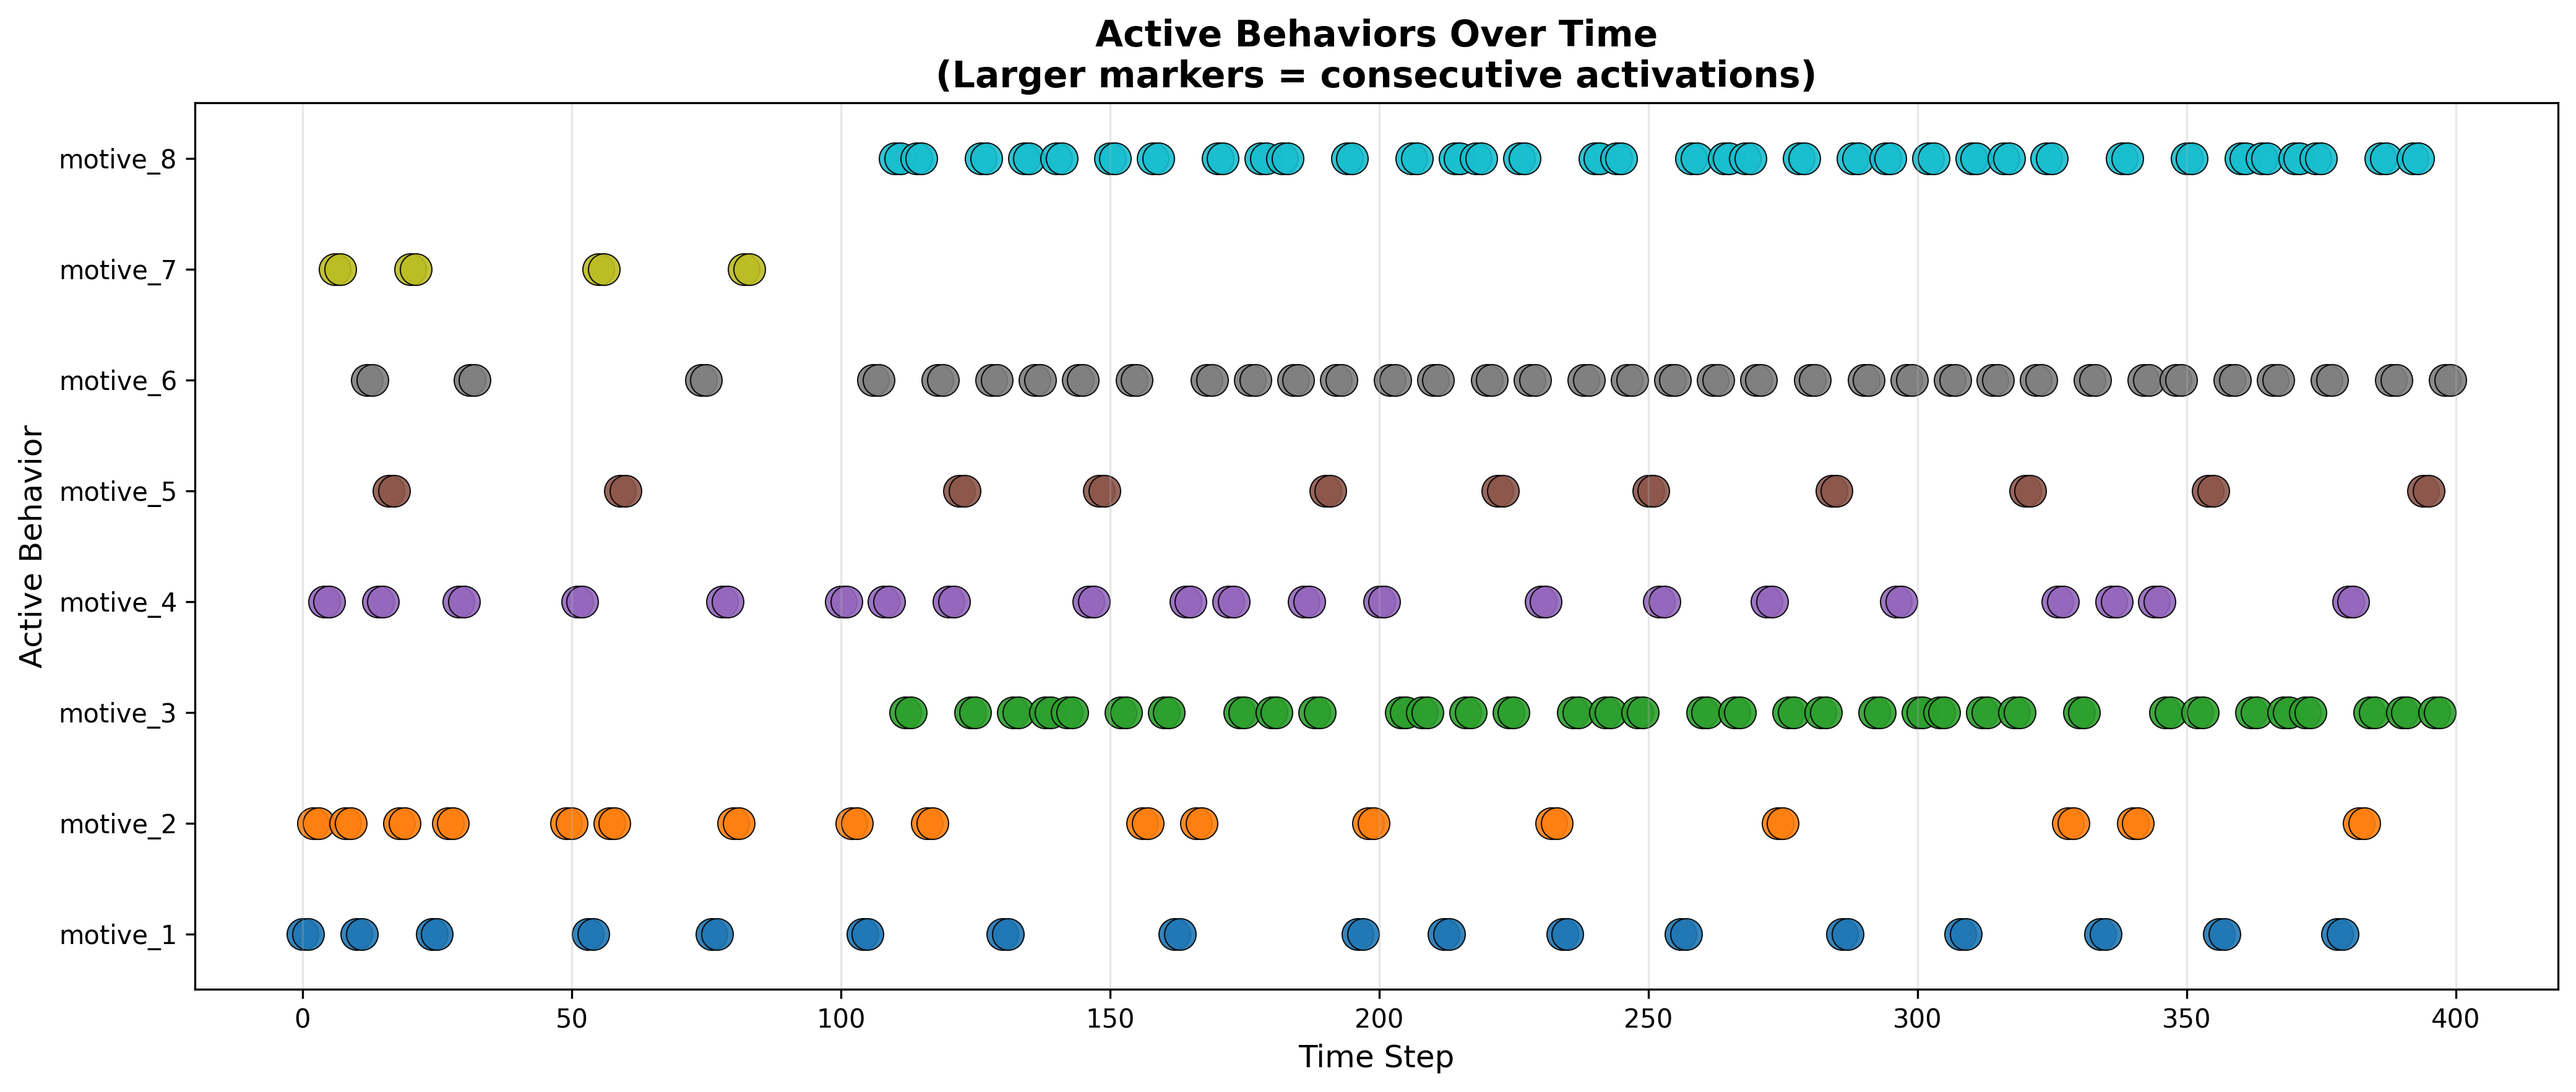 Active Behaviors Over Time
(Larger markers = consecutive activations)
Active Behavior
motive_8
motive_7
motive_6
motive_5
motive_4
motive_3
motive_2
motive_1
0 50 100 150 200 250 300 350 400
Time Step